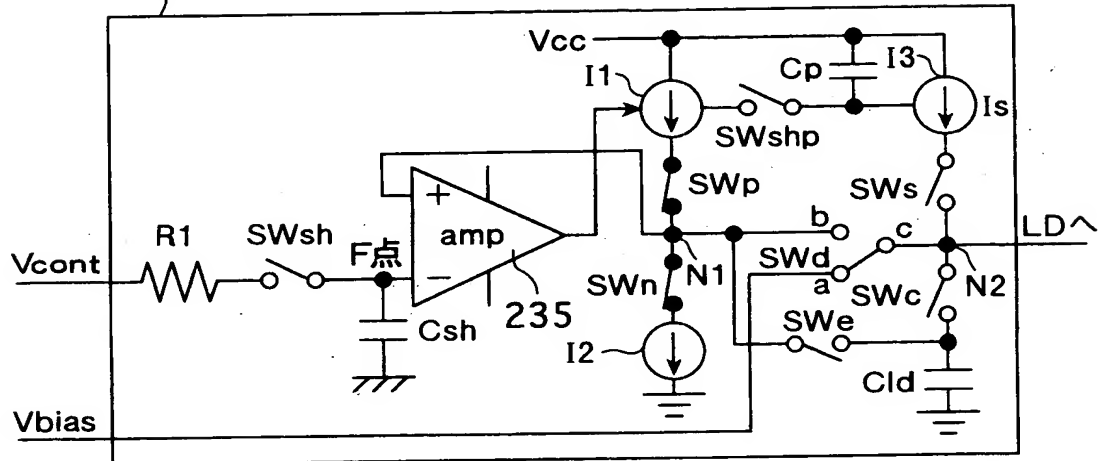 Vcc
I1
Cp
I3
Is
SWshp
SWp
SWs
R1
SWsh
F点
+
amp
−
235
b
c
LDへ
Vcont
N1
SWd
a
N2
SWn
SWc
SWe
Csh
I2
Cld
Vbias